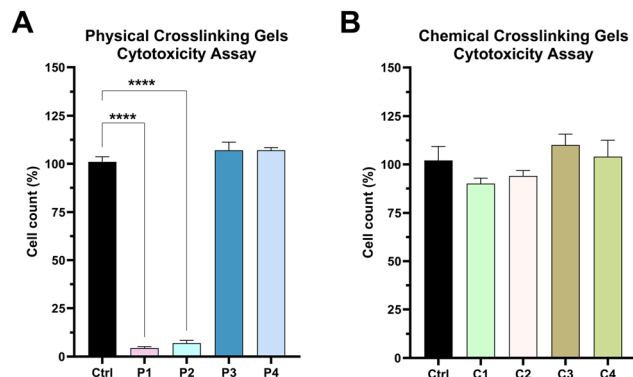 A
Physical Crosslinking Gels
Cytotoxicity Assay
Cell count (%)
150
125
100
75
50
25
0
****
****
Ctrl P1 P2 P3 P4
B
Chemical Crosslinking Gels
Cytotoxicity Assay
Cell count (%)
150
125
100
75
50
25
0
Ctrl C1 C2 C3 C4